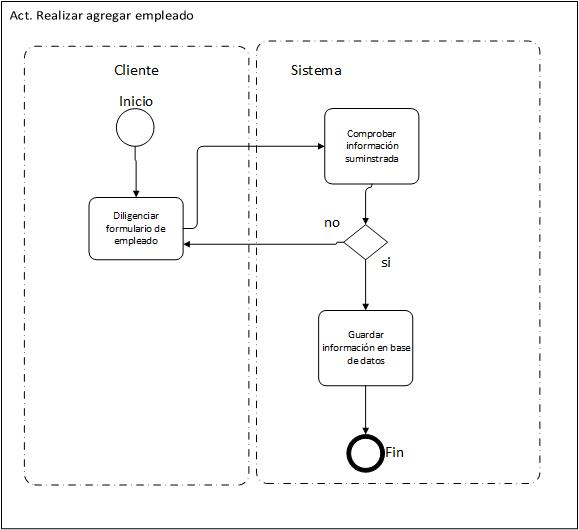 Act. Realizar agregar empleado
Cliente
Sistema
Inicio
Comprobar
información
suminstrada
Diligenciar
formulario de
empleado
no
si
Guardar
información en base
de datos
Fin